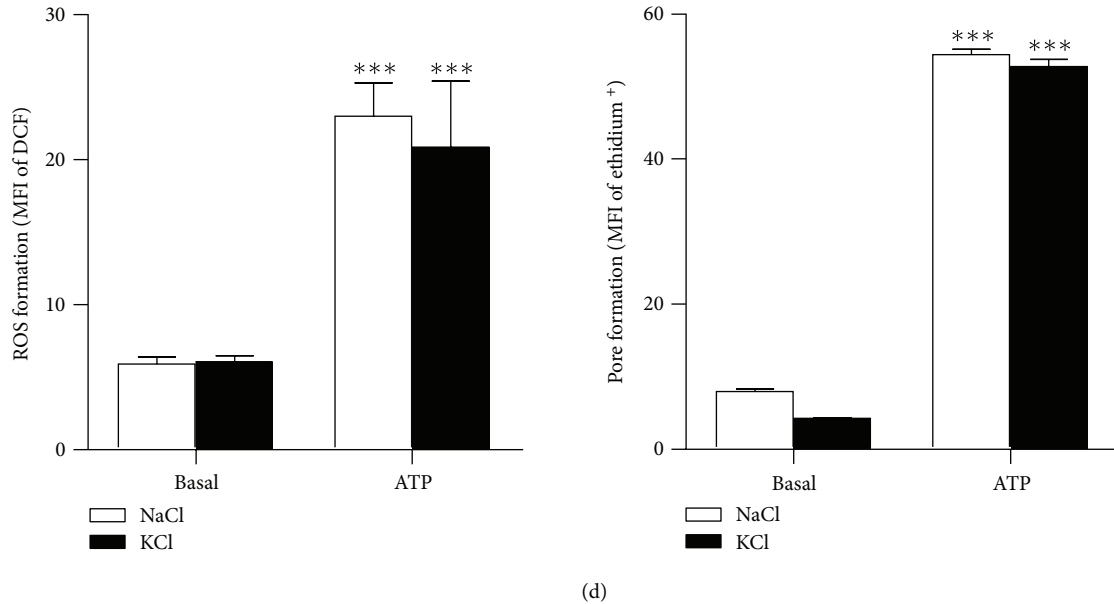 ROS formation (MFI of DCF)
30
20
10
0
*** ***
Basal ATP
NaCl
KCl
Pore formation (MFI of ethidium +)
60
40
20
0
*** ***
Basal ATP
NaCl
KCl
(d)